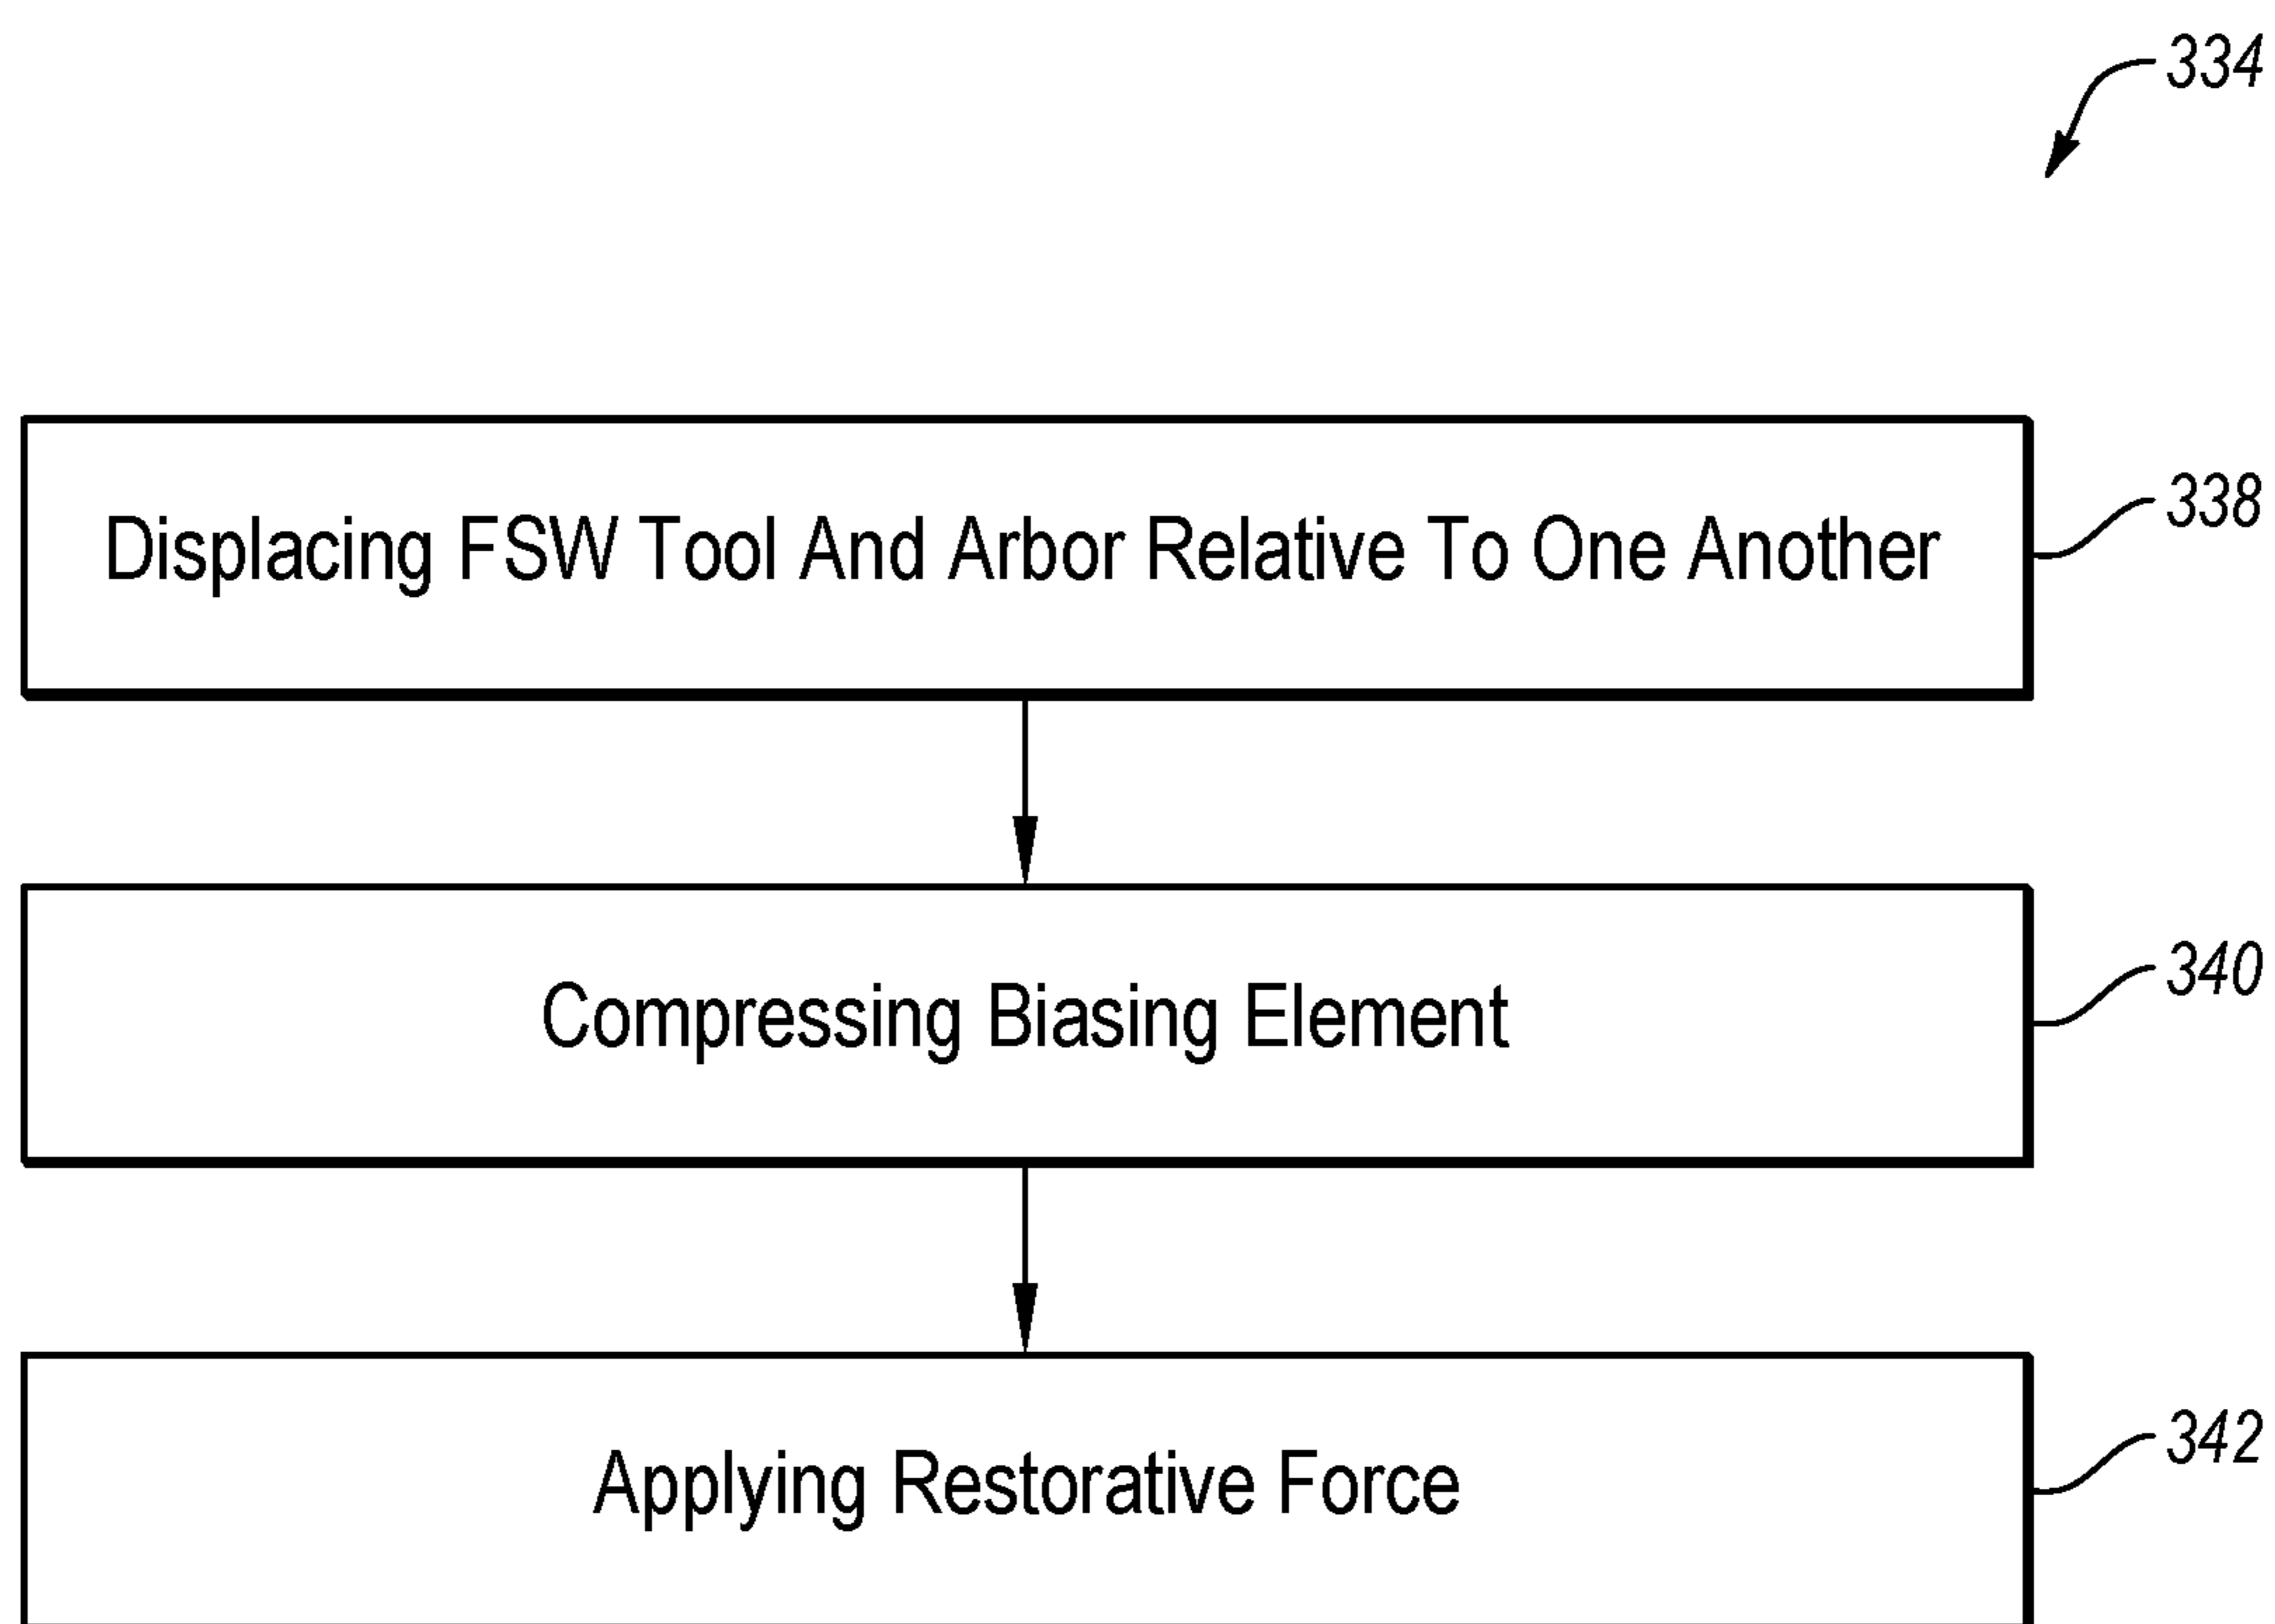 334
Displacing FSW Tool And Arbor Relative To One Another
338
Compressing Biasing Element
340
Applying Restorative Force
342